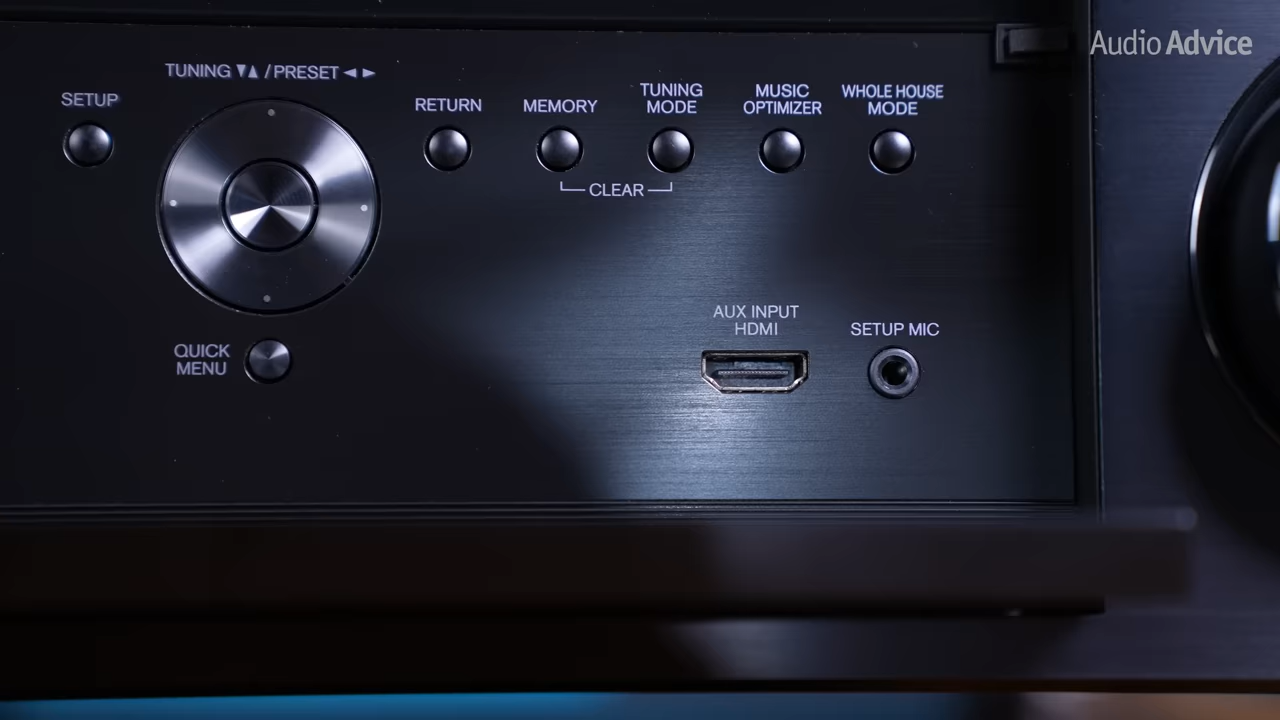 Audio Advice
TUNING ▼▲ / PRESET ◄ ►
SETUP
RETURN
MEMORY
TUNING
MODE
MUSIC
OPTIMIZER
WHOLE HOUSE
MODE
CLEAR
AUX INPUT
HDMI
SETUP MIC
QUICK
MENU